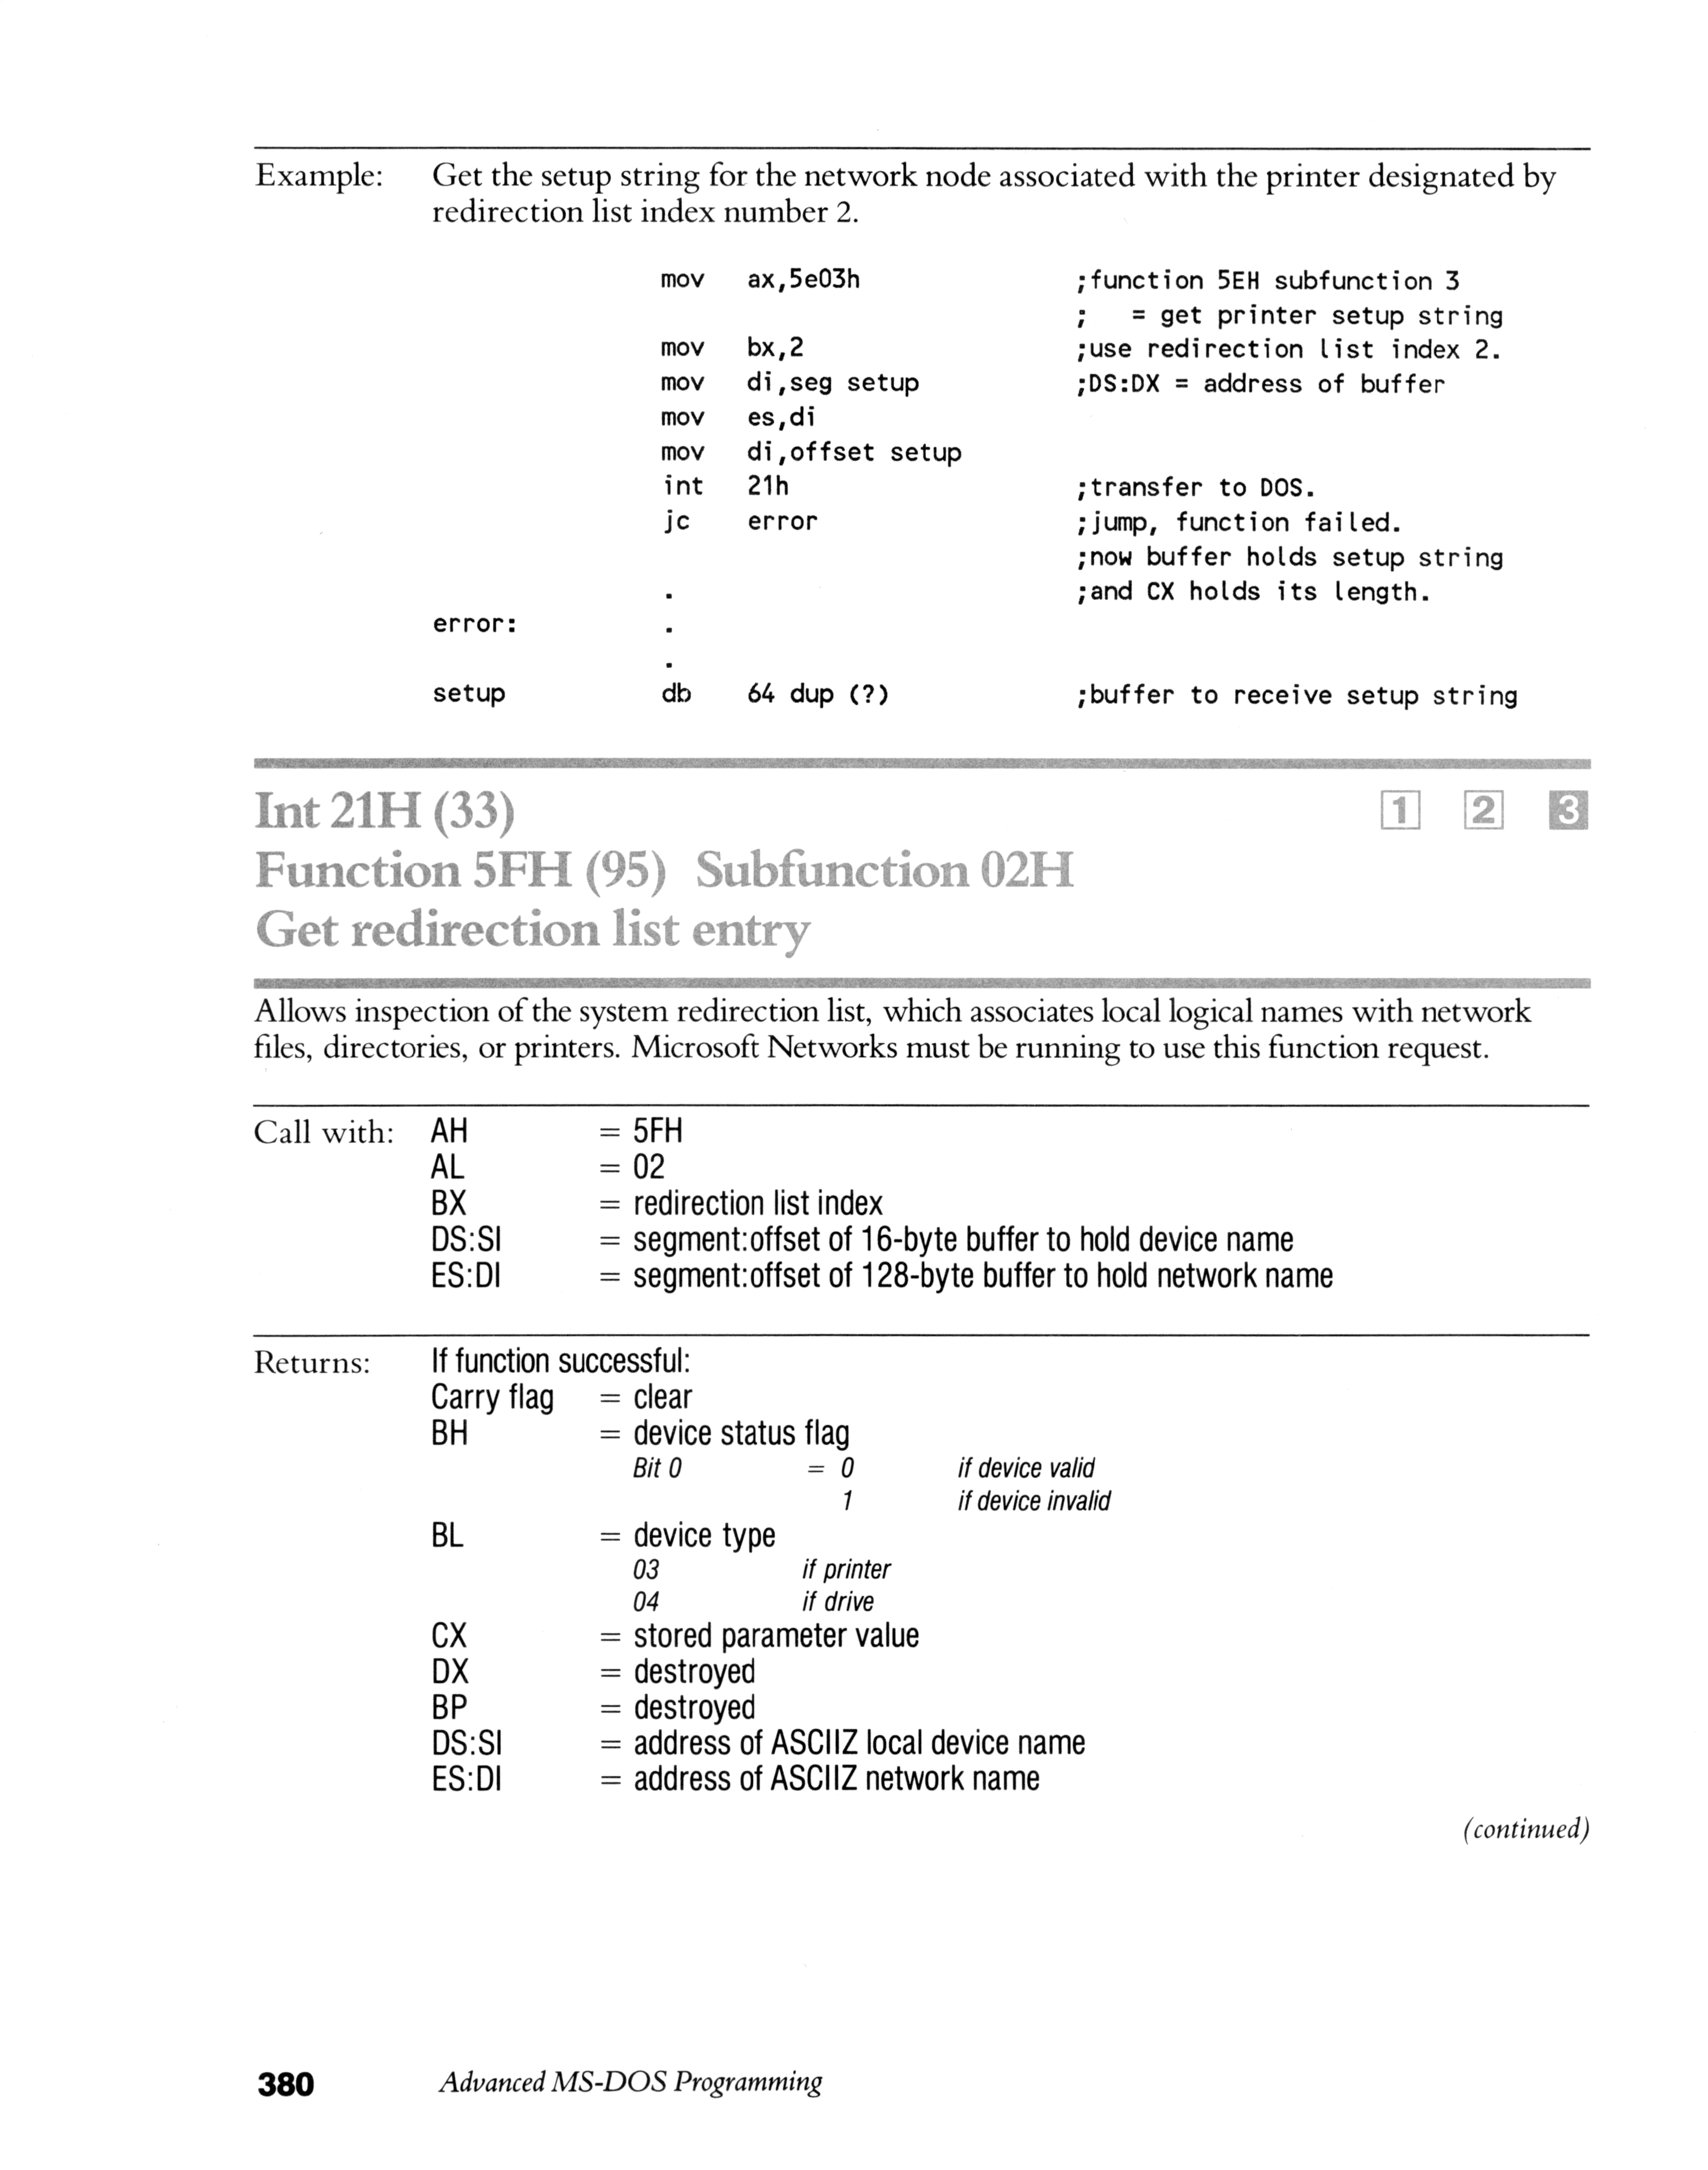 Example: Get the setup string for the network node associated with the printer designated by
redirection list index number 2.
mov ax,5e03h ;function 5EH subfunction 3
; = get printer setup string
mov bx,2 ;use redirection list index 2.
mov di,seg setup ;DS:DX = address of buffer
mov es,di
mov di,offset setup
int 21h ;transfer to DOS.
jc error ;jump, function failed.
;now buffer holds setup string
. ;and CX holds its length.
error: .
.
setup db 64 dup (?) ;buffer to receive setup string
Int 21H (33) 1 2 3
Function 5FH (95) Subfunction 02H
Get redirection list entry
Allows inspection of the system redirection list, which associates local logical names with network
files, directories, or printers. Microsoft Networks must be running to use this function request.
Call with: AH = 5FH
AL = 02
BX = redirection list index
DS:SI = segment:offset of 16-byte buffer to hold device name
ES:DI = segment:offset of 128-byte buffer to hold network name
Returns: If function successful:
Carry flag = clear
BH = device status flag
Bit 0 = 0 if device valid
1 if device invalid
BL = device type
03 if printer
04 if drive
CX = stored parameter value
DX = destroyed
BP = destroyed
DS:SI = address of ASCIIZ local device name
ES:DI = address of ASCIIZ network name
(continued)
380 Advanced MS-DOS Programming